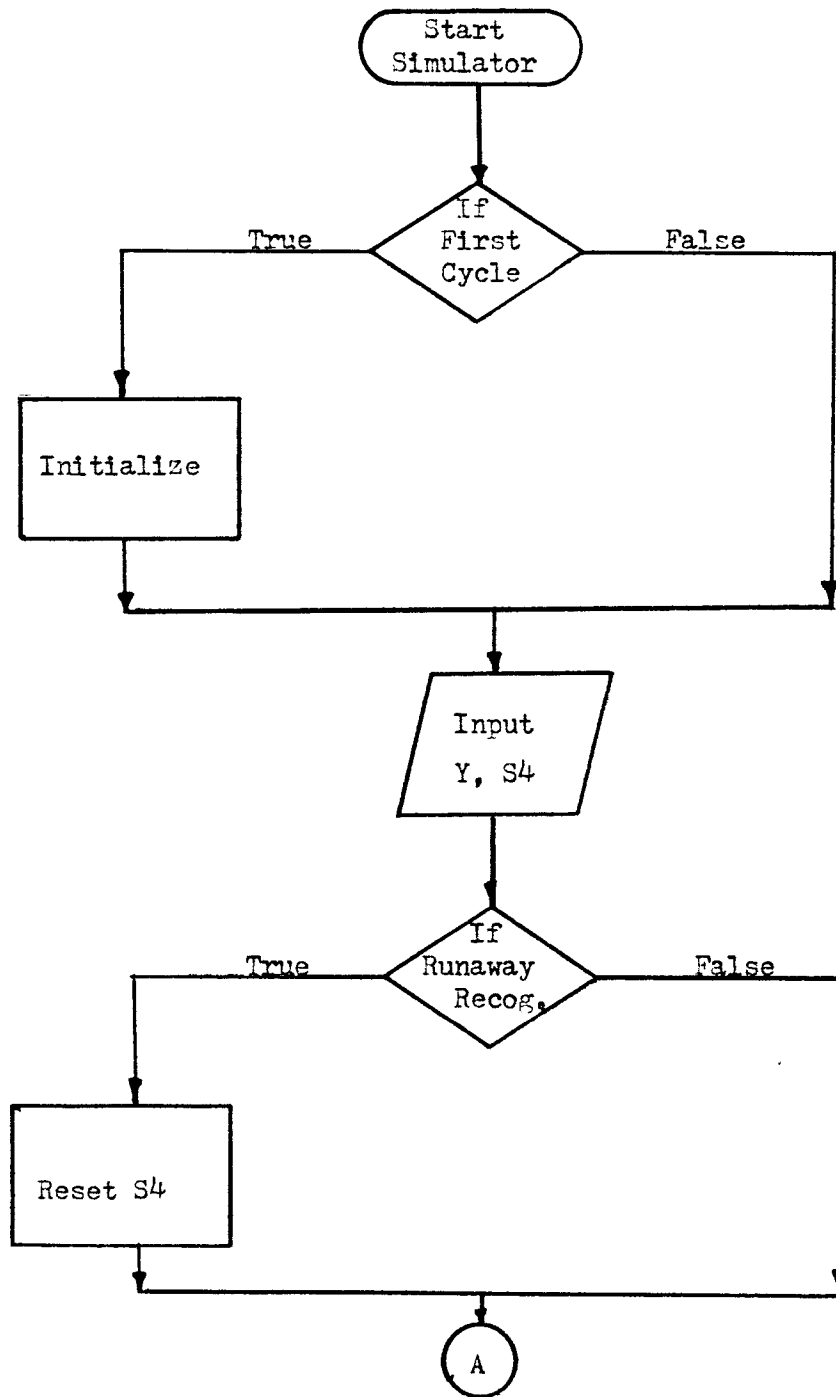 Start
Simulator
If
First
Cycle
True
False
Initialize
Input
Y, S4
If
Runaway
Recog.
True
False
Reset S4
A